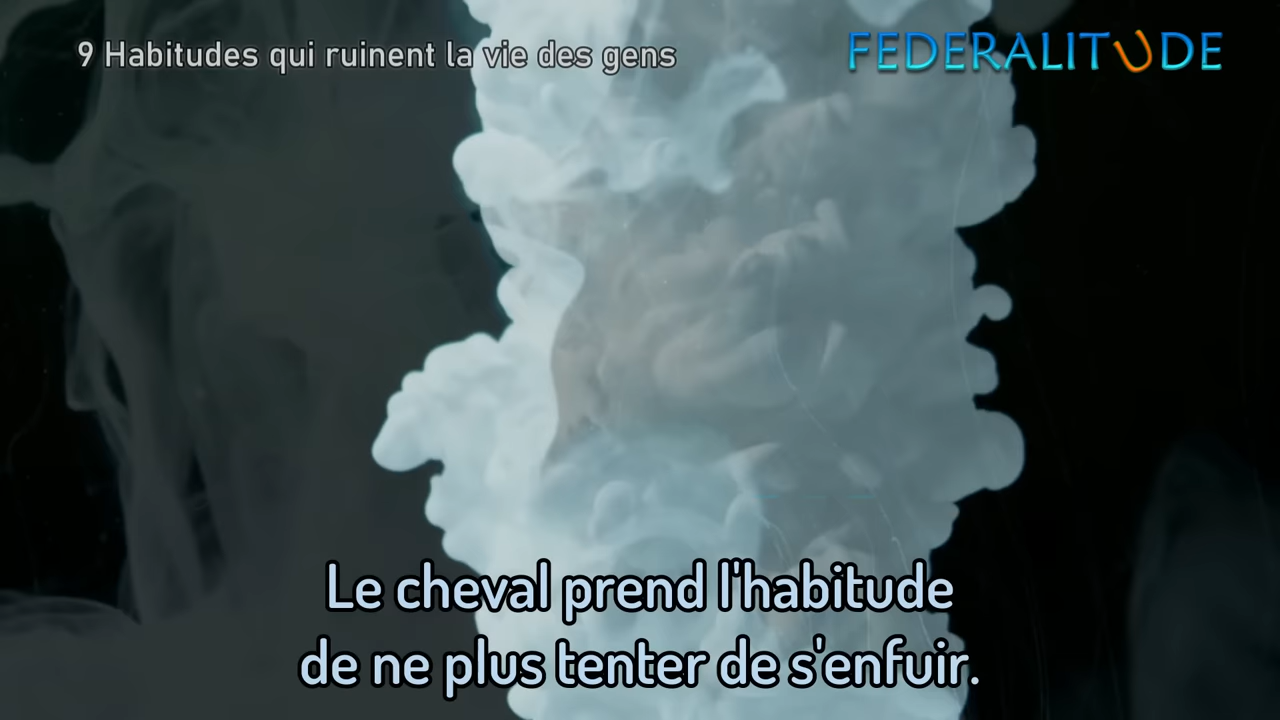 9 Habitudes qui ruinent la vie des gens
FEDERALITUDE
Le cheval prend l'habitude
de ne plus tenter de s'enfuir.